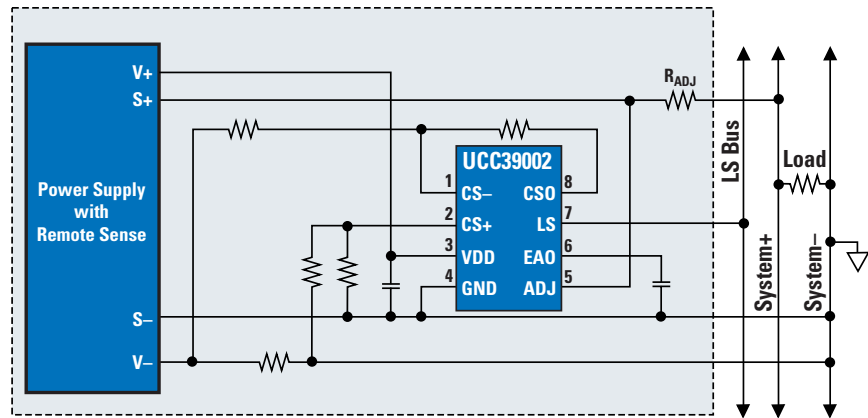 V+
S+
Power Supply
with
Remote Sense
S–
V–
UCC39002
1 CS– CSO 8
2 CS+ LS 7
3 VDD EAO 6
4 GND ADJ 5
RADJ
LS Bus
System+
Load
System–